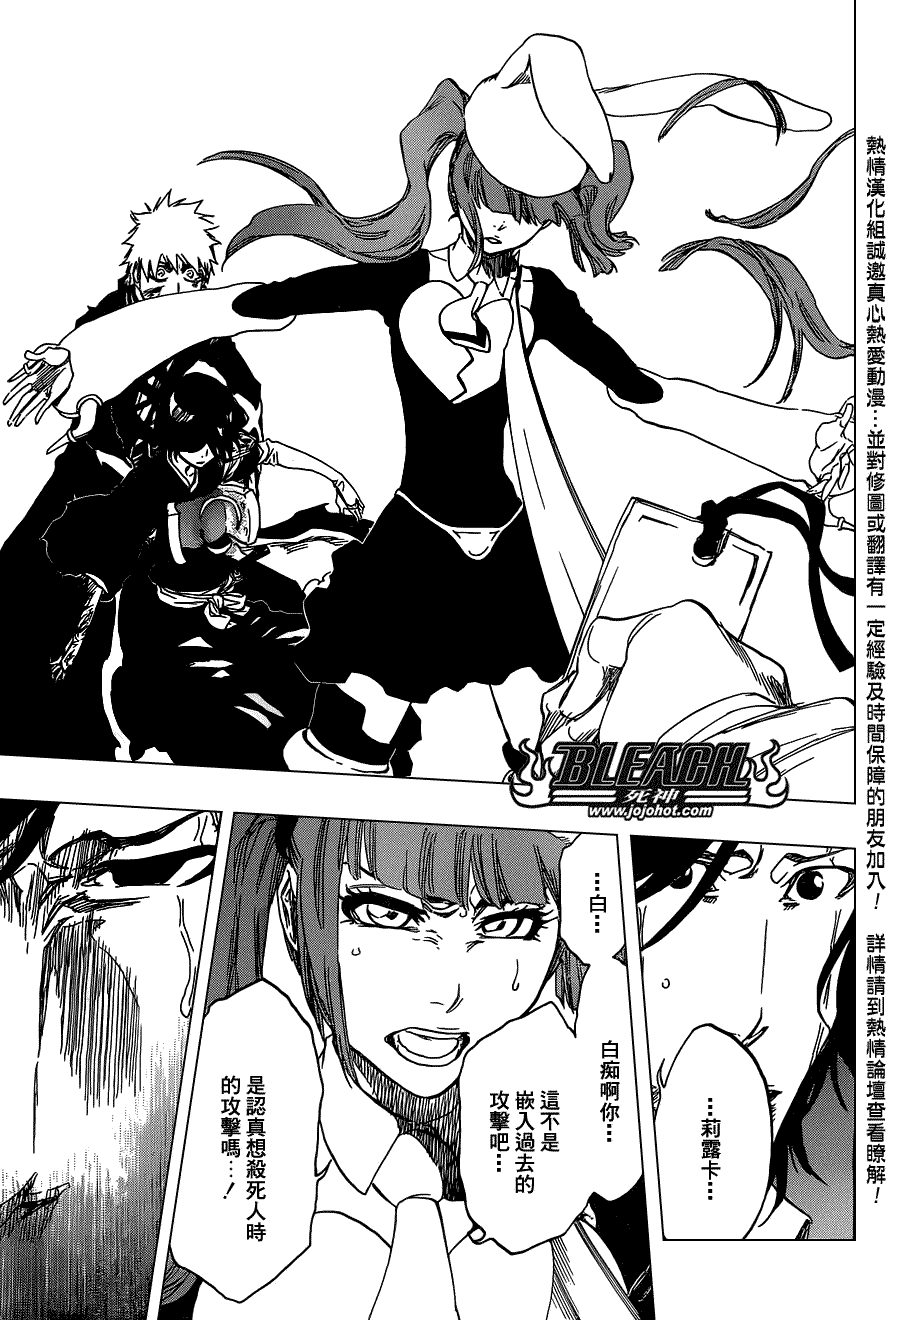 BLEACH
死神
www.jojohot.com
…莉露卡…
…白…
白痴啊你…
這不是
嵌入過去的
攻擊吧…
是認真想殺死人時
的攻擊嗎…！
熱情漢化組誠邀真心熱愛動漫…並對修圖或翻譯有一定經驗及時間保障的朋友加入！ 詳情請到熱情論壇查看瞭解！